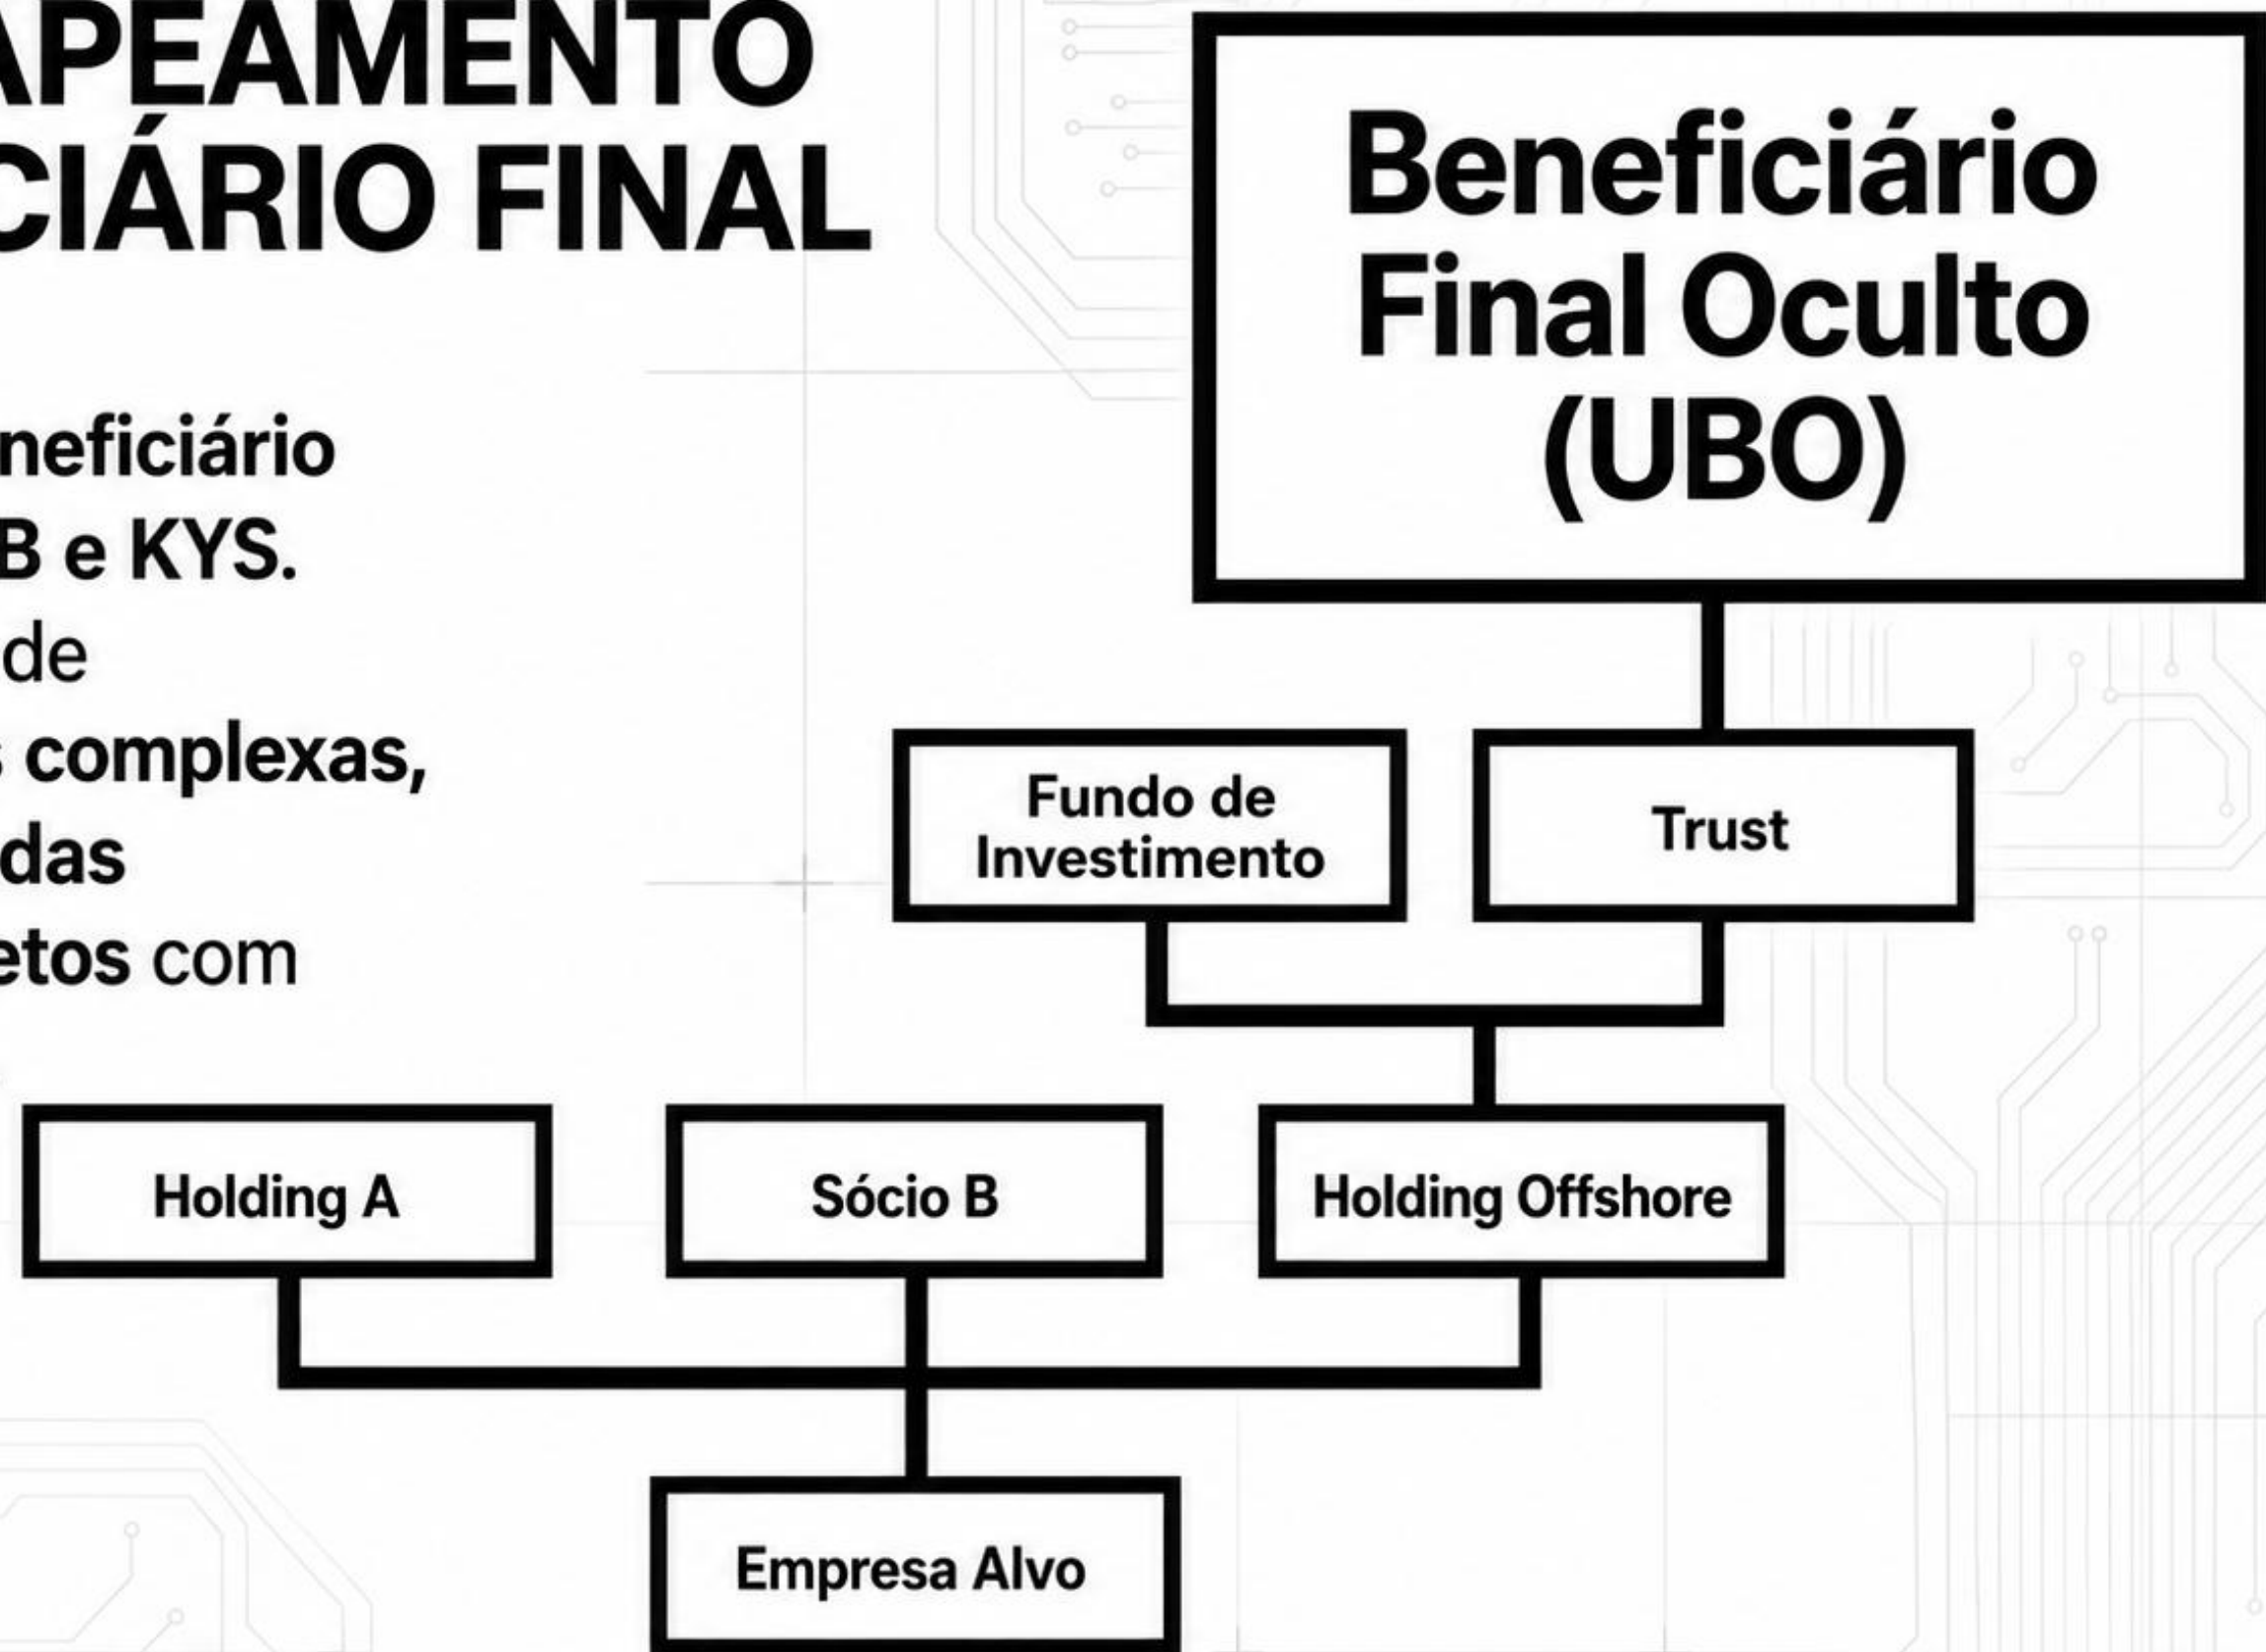 APEAMENTO
CIÁRIO FINAL
neficiário
B e KYS.
de
s complexas,
das
etos com
Beneficiário
Final Oculto
(UBO)
Fundo de
Investimento
Trust
Holding A
Sócio B
Holding Offshore
Empresa Alvo